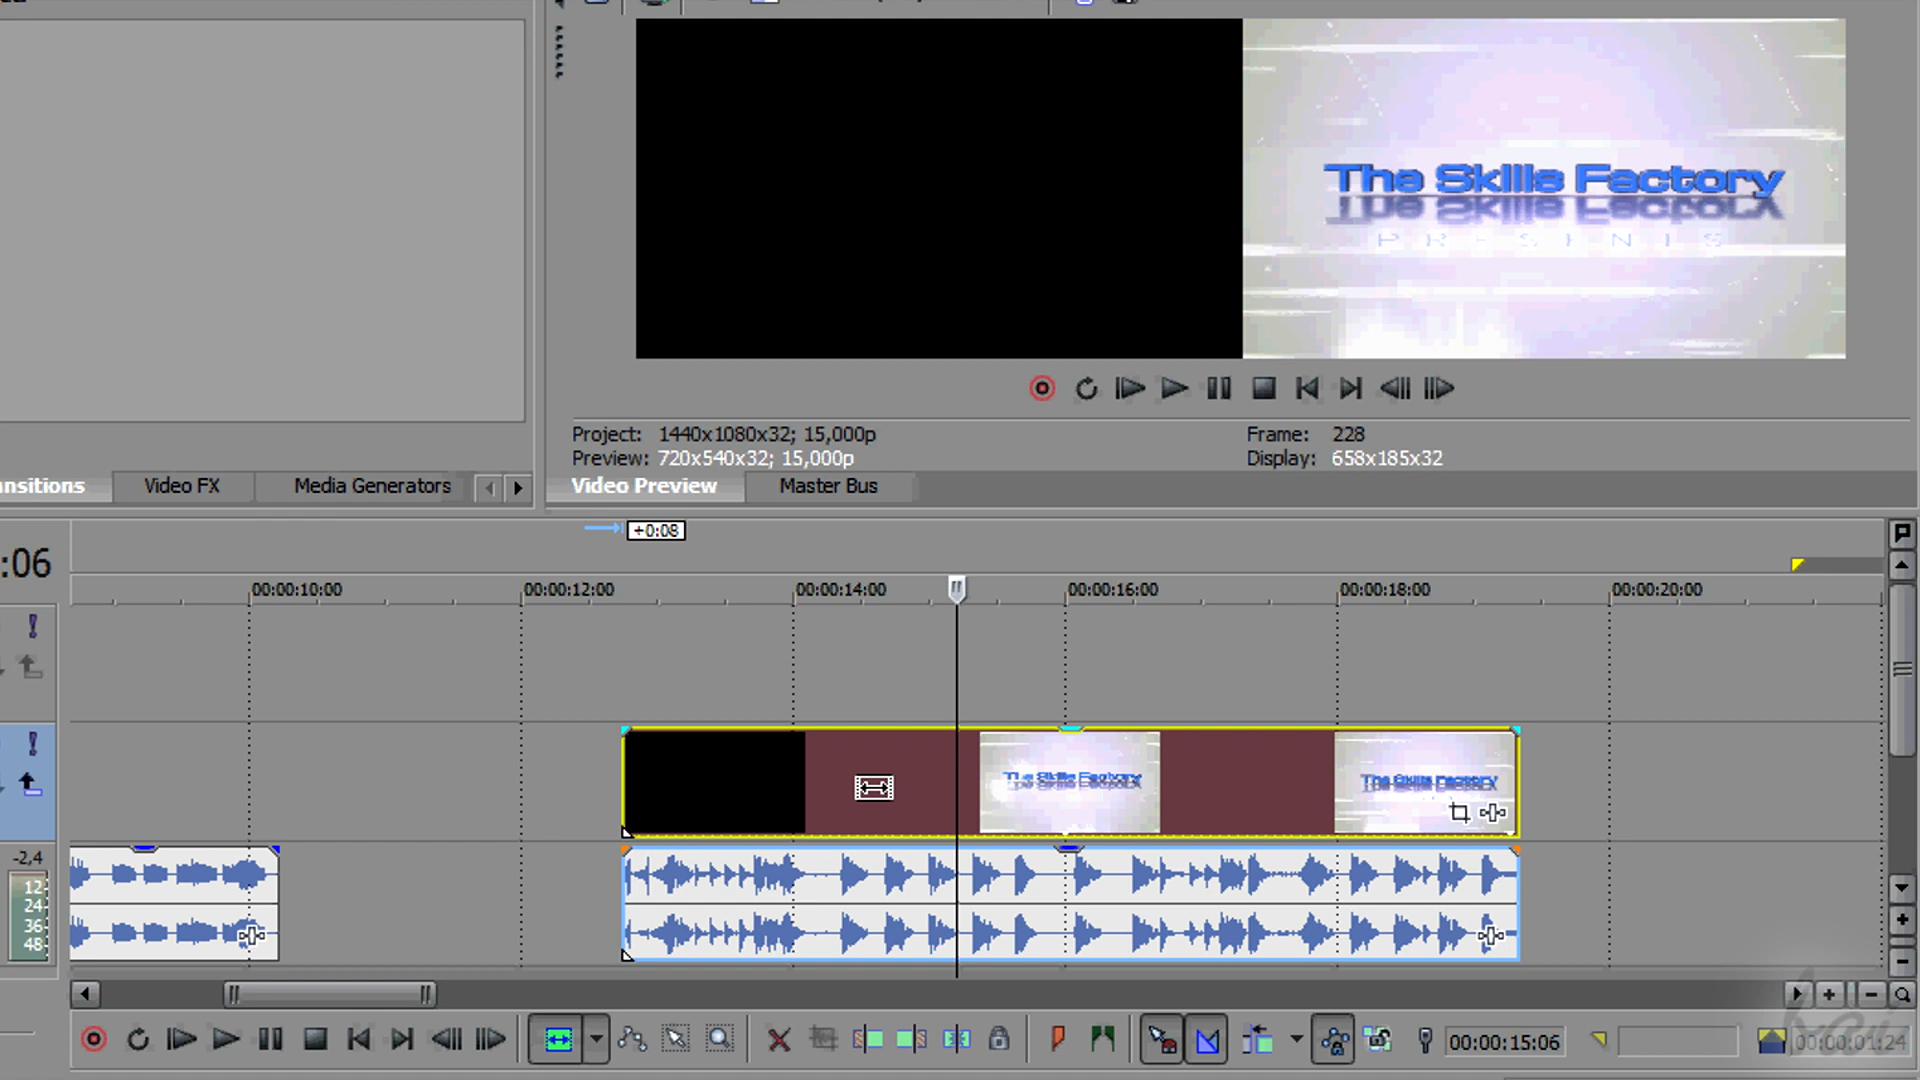 The Skills Factory
PRESENTS
Project: 1440x1080x32; 15,000p
Preview: 720x540x32; 15,000p
Frame: 228
Display: 658x185x32
nsitions
Video FX
Media Generators
Video Preview
Master Bus
+0:08
:06
00:00:10:00
00:00:12:00
00:00:14:00
00:00:16:00
00:00:18:00
00:00:20:00
The Skills Factory
The Skills Factory
-2,4
12
24
36
48
00:00:15:06
00:00:01:24